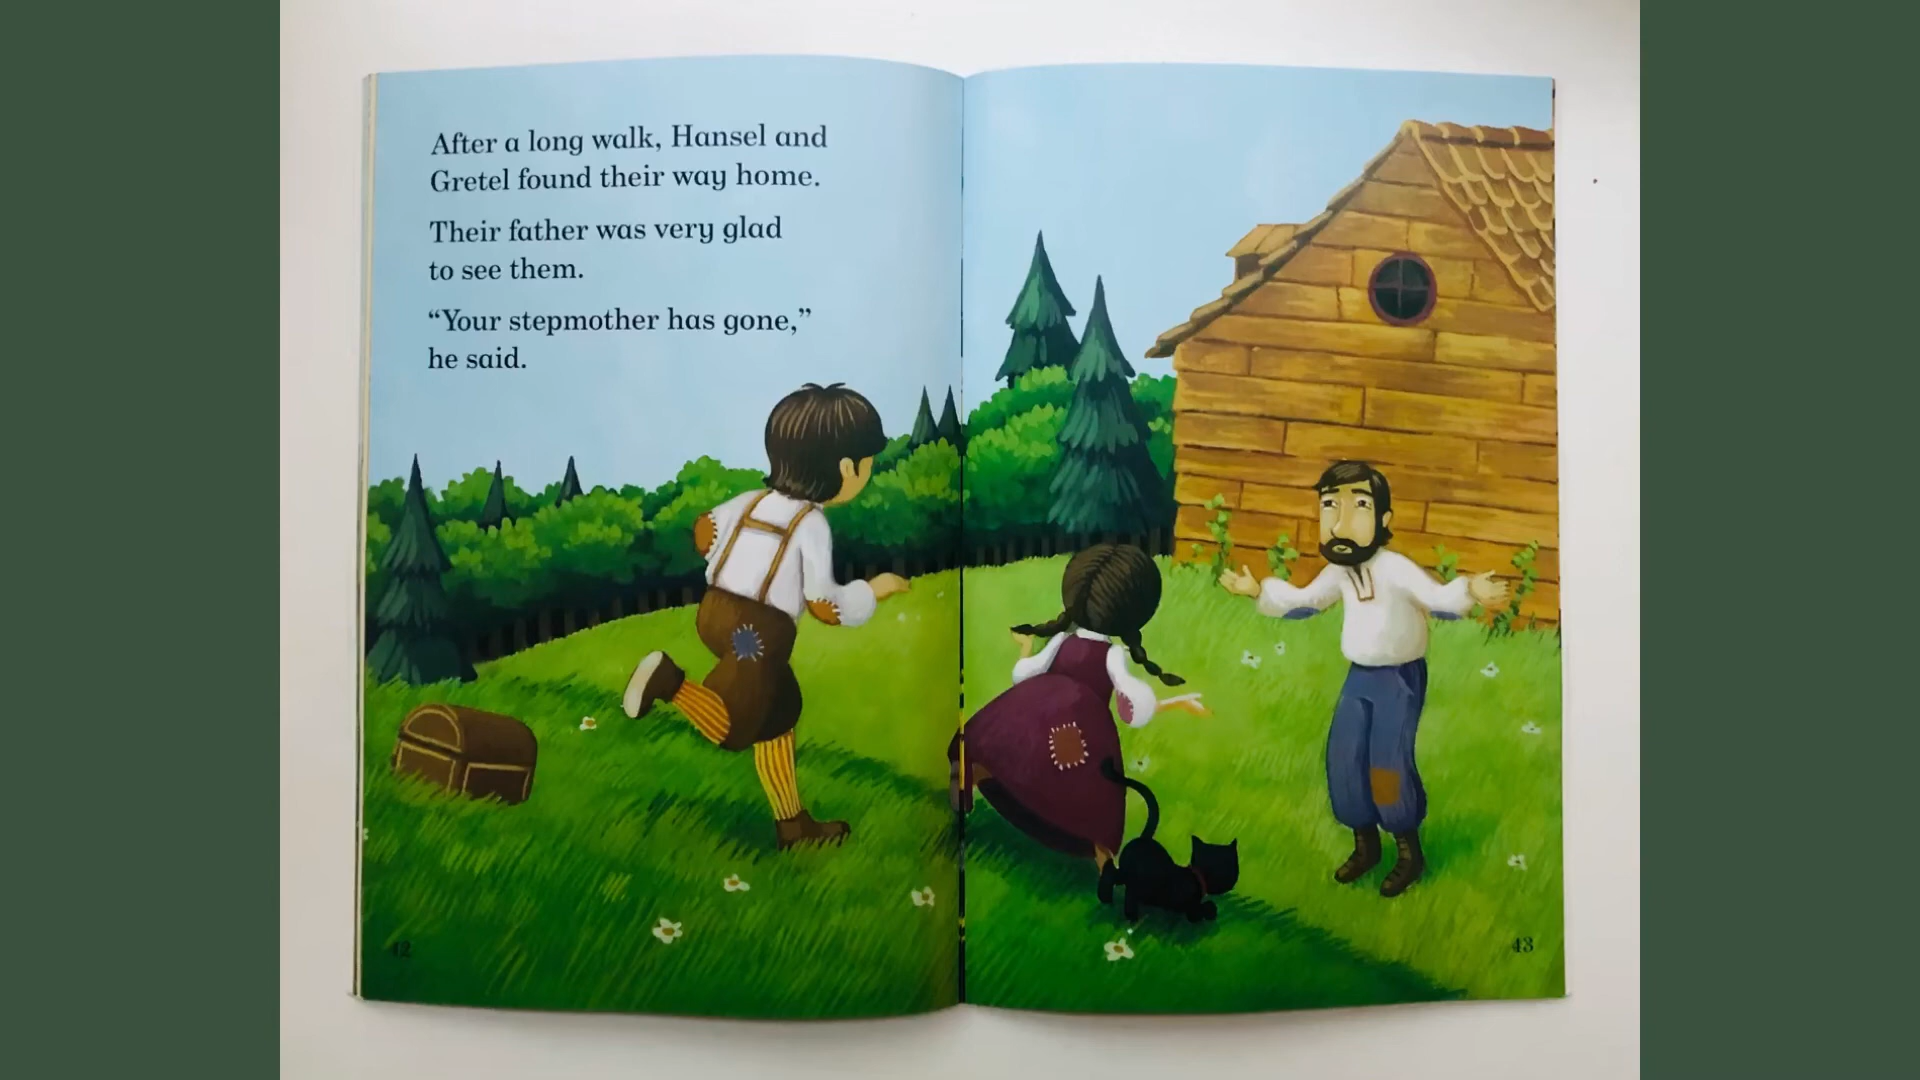 After a long walk, Hansel and
Gretel found their way home.
Their father was very glad
to see them.
“Your stepmother has gone,”
he said.
42
43